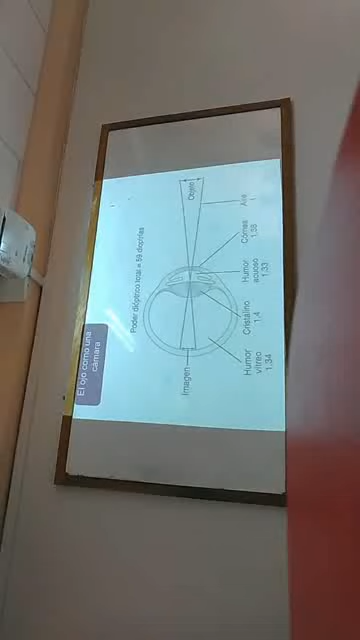 El ojo como una
cámara
Poder dióptrico total = 59 dioptrías
Imagen
Objeto
Humor
vítreo
1,34
Cristalino
1,4
Humor
acuoso
1,33
Córnea
1,38
Aire
1